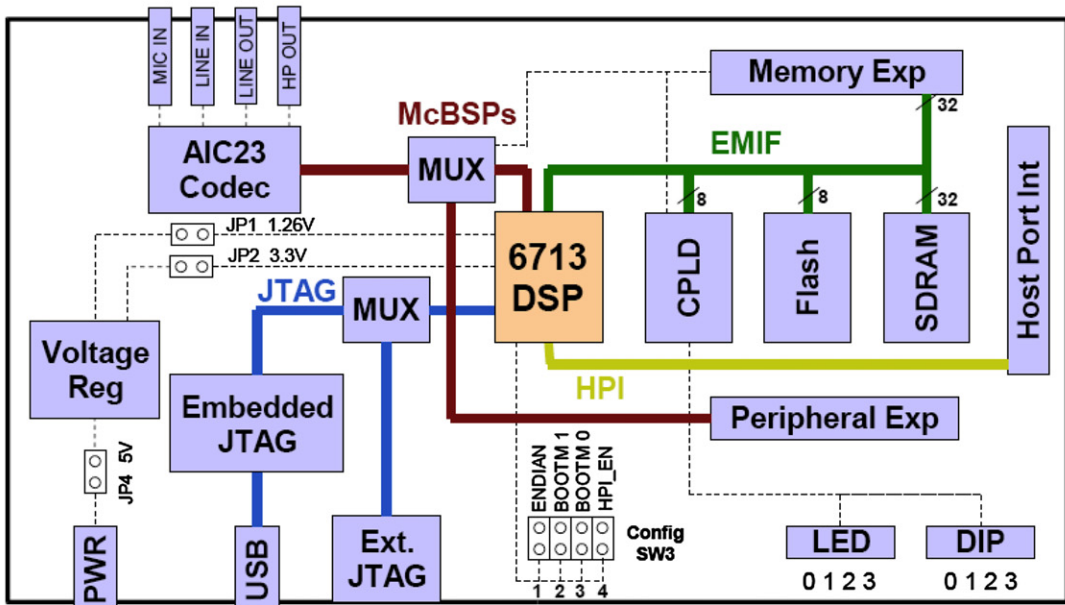 MIC IN
LINE IN
LINE OUT
HP OUT
Memory Exp
32
McBSPs
AIC23
Codec
MUX
EMIF
8
8
32
JP1 1.26V
JP2 3.3V
6713
DSP
CPLD
Flash
SDRAM
Host Port Int
JTAG
MUX
Voltage
Reg
HPI
Embedded
JTAG
Peripheral Exp
JP4 5V
ENDIAN
BOOTM 1
BOOTM 0
HPI_EN
Config
SW3
PWR
USB
Ext.
JTAG
LED
DIP
1 2 3 4
0 1 2 3
0 1 2 3